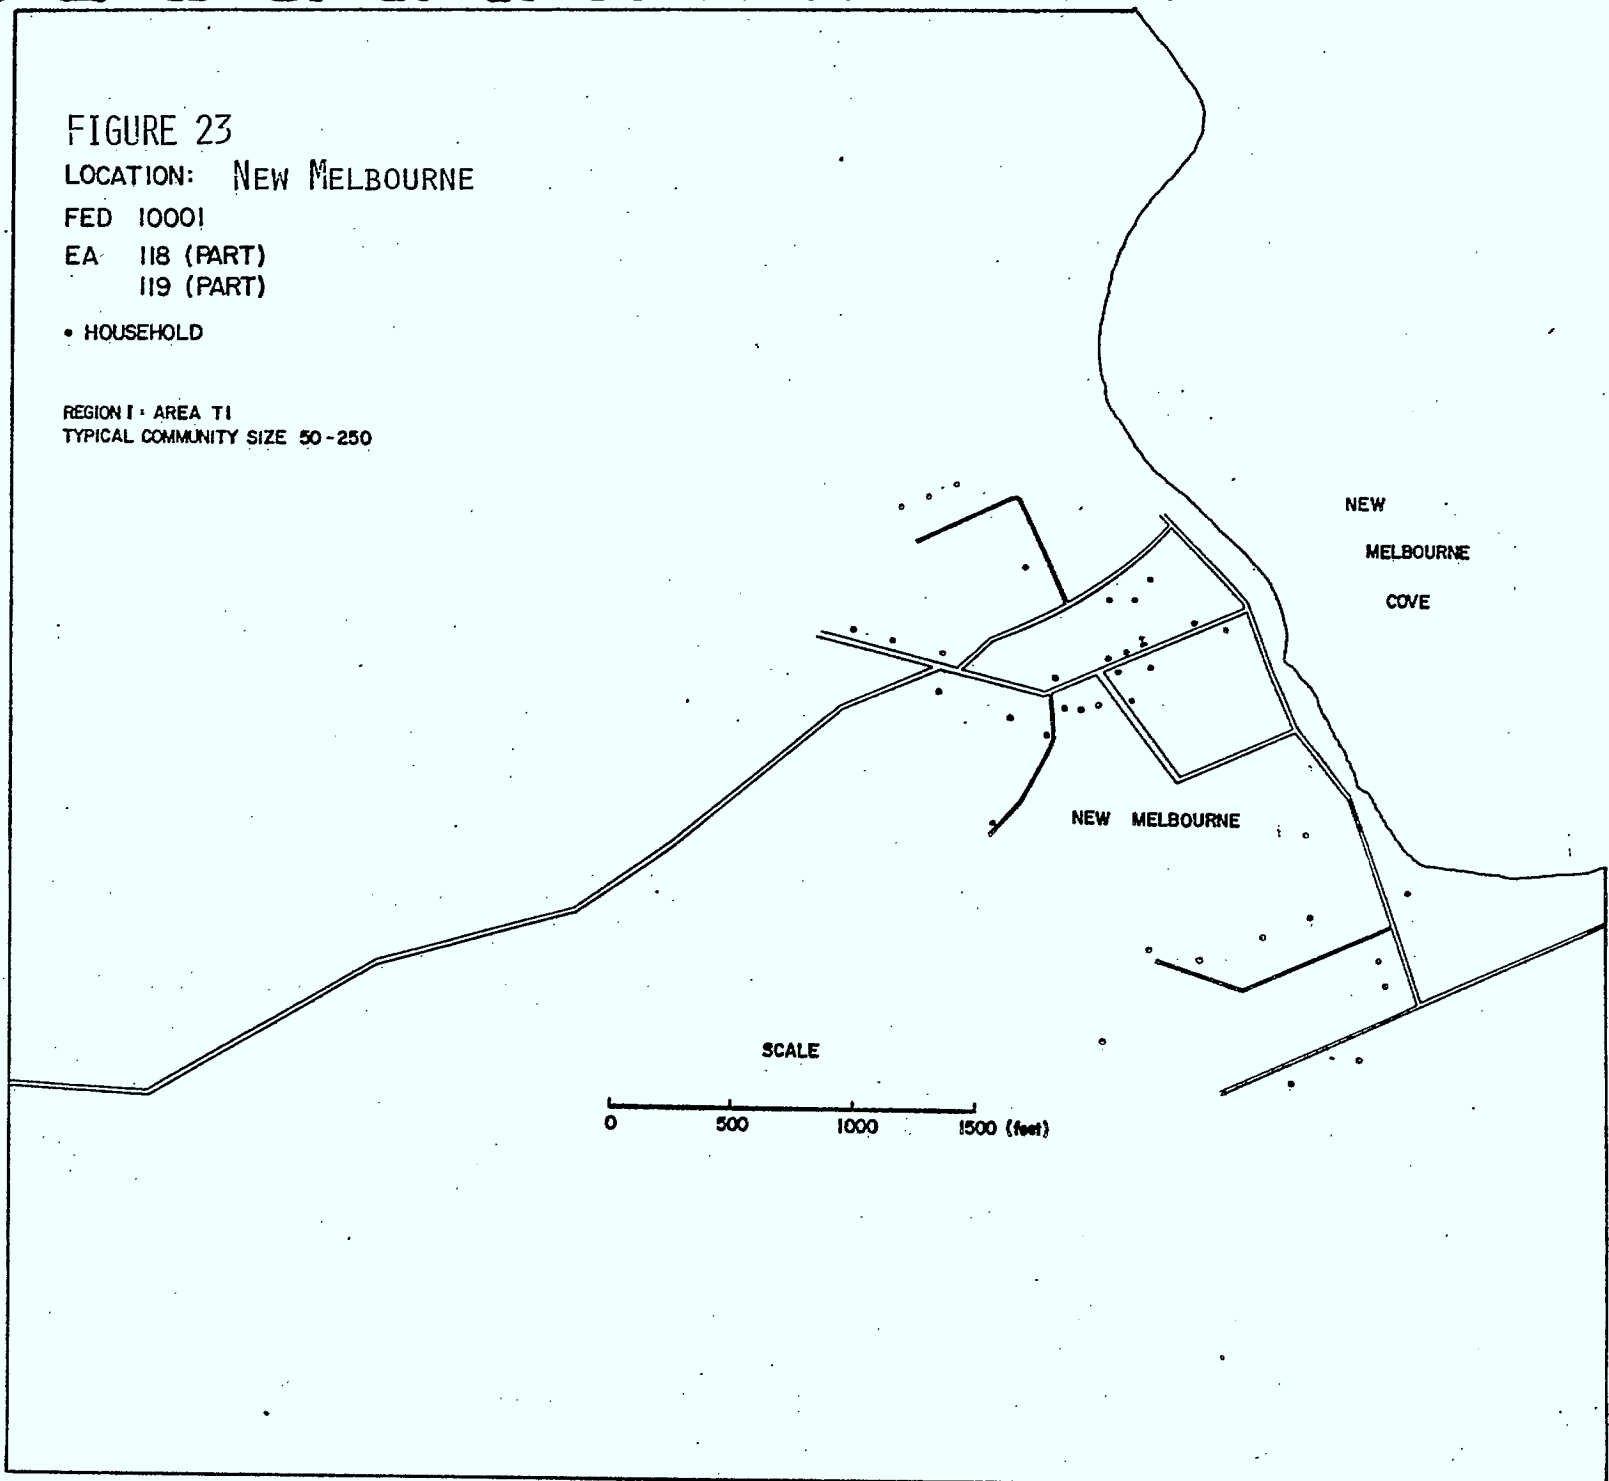 FIGURE 23
LOCATION: NEW MELBOURNE
FED 10001
EA 118 (PART)
119 (PART)
• HOUSEHOLD
REGION I: AREA T1
TYPICAL COMMUNITY SIZE 50-250
NEW
MELBOURNE
COVE
NEW MELBOURNE
SCALE
0 500 1000 1500 (feet)